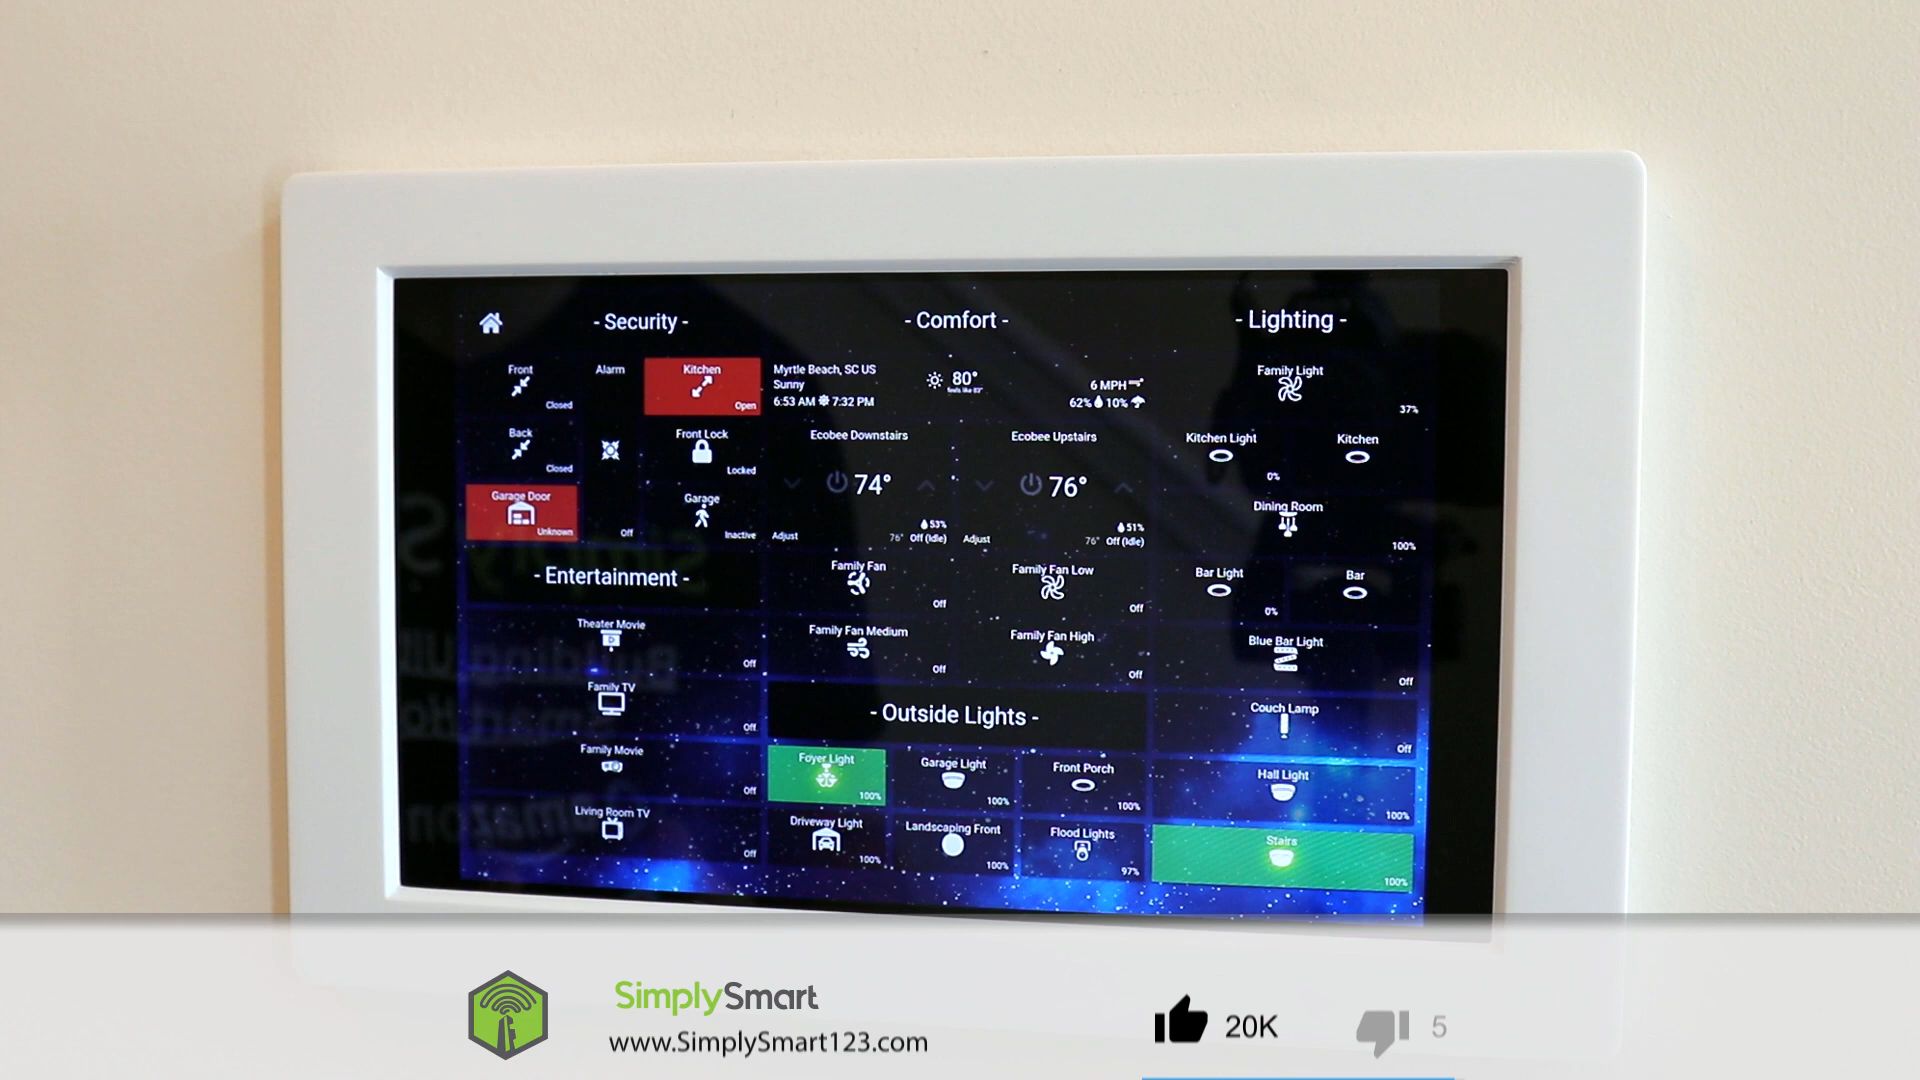 - Security -
- Comfort -
- Lighting -
Front
Closed
Alarm
Off
Kitchen
Open
Back
Closed
Front Lock
Locked
Garage Door
Unknown
Garage
Inactive
Myrtle Beach, SC US
Sunny
6:53 AM 7:32 PM
80°
feels like 83°
6 MPH
62% 10%
Ecobee Downstairs
74°
53%
Adjust 76° Off (Idle)
Ecobee Upstairs
76°
51%
Adjust 76° Off (Idle)
Family Fan
Off
Family Fan Low
Off
Family Fan Medium
Off
Family Fan High
Off
Family Light
37%
Kitchen Light
0%
Kitchen
Dining Room
100%
Bar Light
0%
Bar
Blue Bar Light
Off
Couch Lamp
Off
Hall Light
100%
Stairs
100%
- Entertainment -
Theater Movie
Off
Family TV
Off
Family Movie
Off
Living Room TV
Off
- Outside Lights -
Foyer Light
100%
Garage Light
100%
Front Porch
100%
Driveway Light
100%
Landscaping Front
100%
Flood Lights
97%
SimplySmart
www.SimplySmart123.com
20K
5